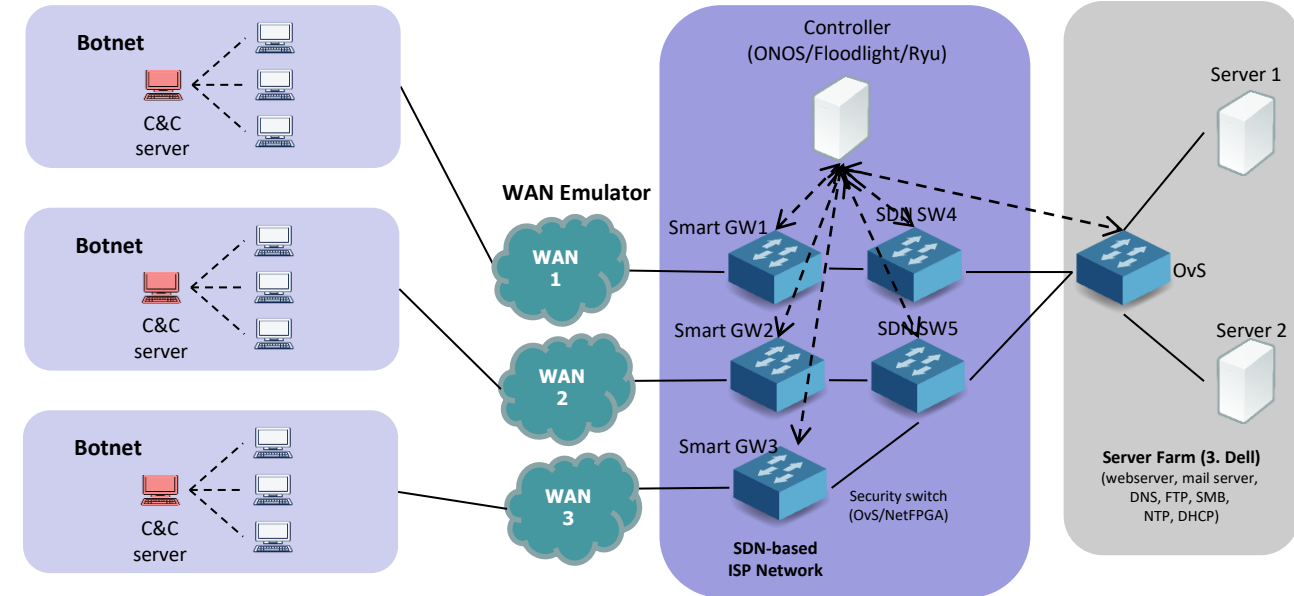 Botnet
C&C
server
Botnet
C&C
server
Botnet
C&C
server
WAN Emulator
WAN
1
WAN
2
WAN
3
Controller
(ONOS/Floodlight/Ryu)
Smart GW1
SDN SW4
Smart GW2
SDN SW5
Smart GW3
Security switch
(OvS/NetFPGA)
SDN-based
ISP Network
Server 1
OvS
Server 2
Server Farm (3. Dell)
(webserver, mail server,
DNS, FTP, SMB,
NTP, DHCP)